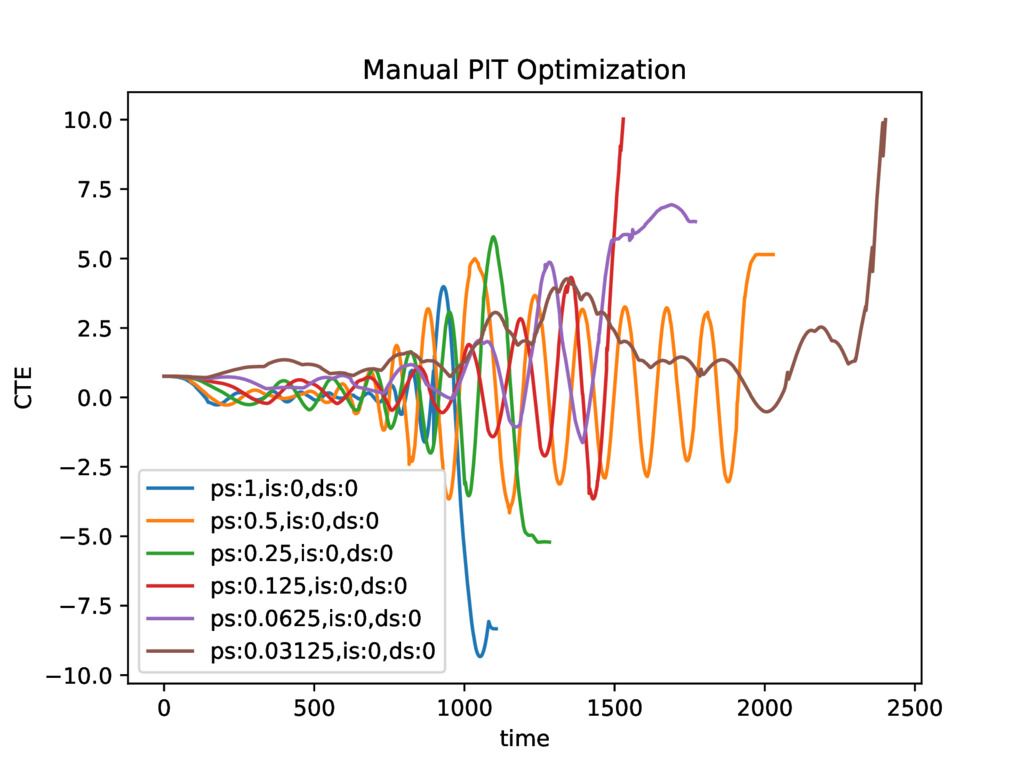 Manual PIT Optimization
CTE
10.0
7.5
5.0
2.5
0.0
−2.5
−5.0
−7.5
−10.0
ps:1,is:0,ds:0
ps:0.5,is:0,ds:0
ps:0.25,is:0,ds:0
ps:0.125,is:0,ds:0
ps:0.0625,is:0,ds:0
ps:0.03125,is:0,ds:0
0 500 1000 1500 2000 2500
time